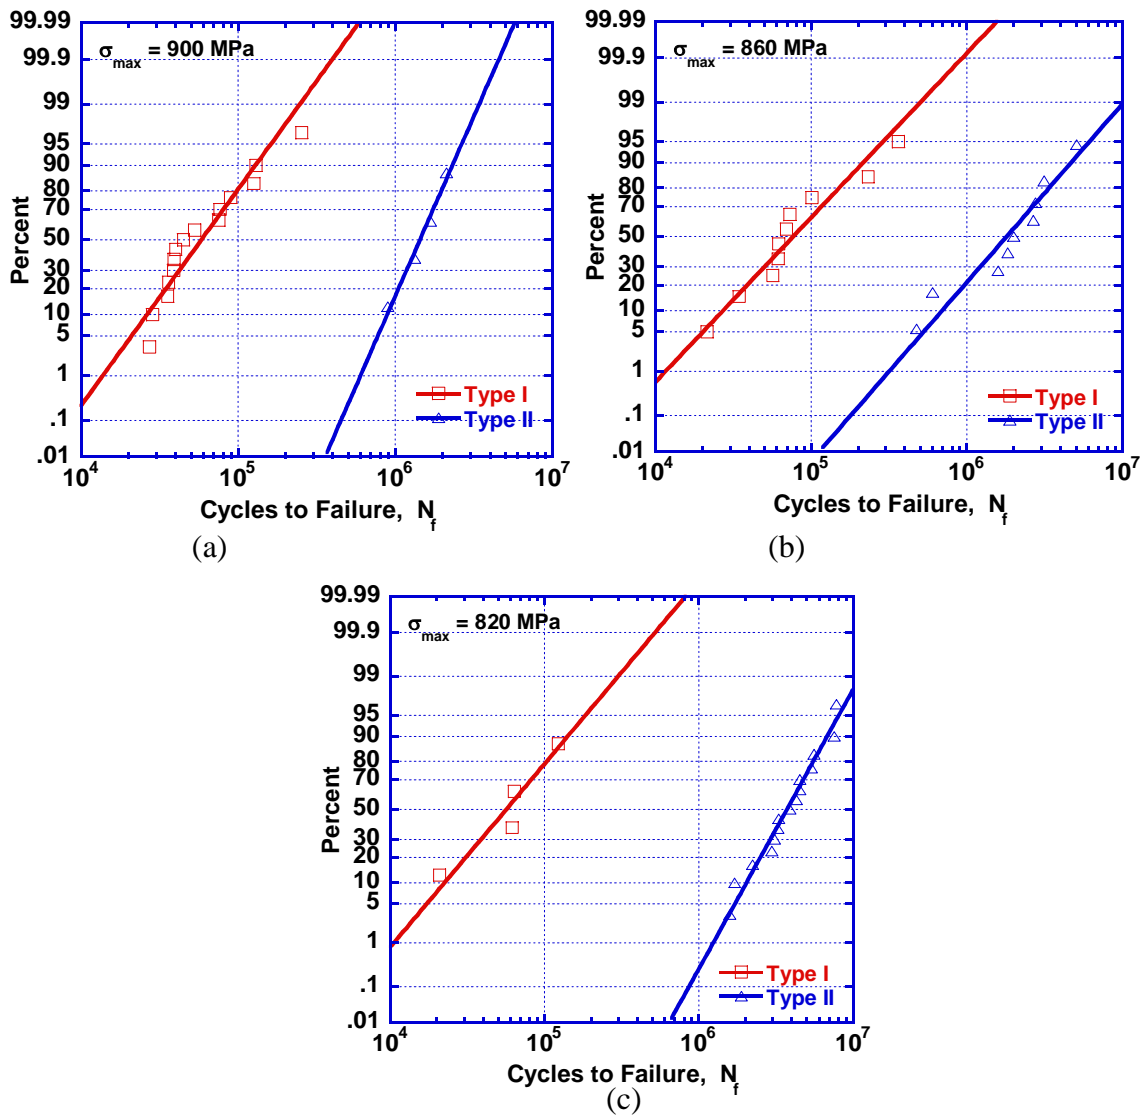 σmax = 900 MPa
99.99
99.9
99
95
90
80
70
50
30
20
10
5
1
.1
.01
Percent
Type I
Type II
10^4 10^5 10^6 10^7
Cycles to Failure, Nf
(a)
σmax = 860 MPa
99.99
99.9
99
95
90
80
70
50
30
20
10
5
1
.1
.01
Percent
Type I
Type II
10^4 10^5 10^6 10^7
Cycles to Failure, Nf
(b)
σmax = 820 MPa
99.99
99.9
99
95
90
80
70
50
30
20
10
5
1
.1
.01
Percent
Type I
Type II
10^4 10^5 10^6 10^7
Cycles to Failure, Nf
(c)